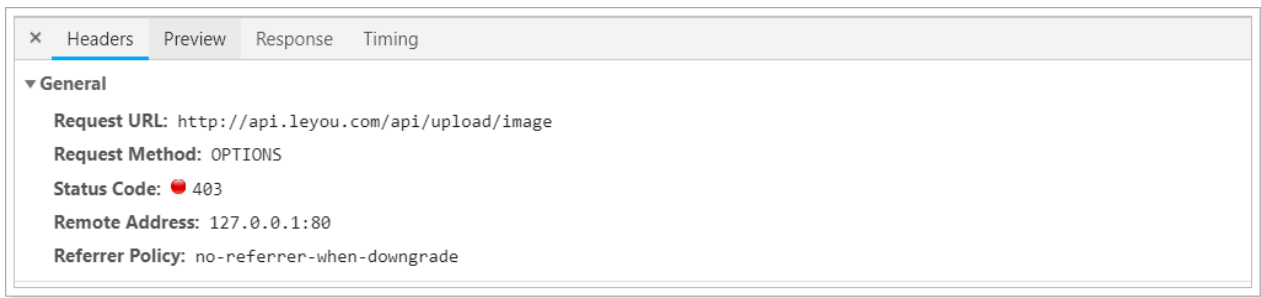 × Headers Preview Response Timing
▼ General
Request URL: http://api.leyou.com/api/upload/image
Request Method: OPTIONS
Status Code: 403
Remote Address: 127.0.0.1:80
Referrer Policy: no-referrer-when-downgrade